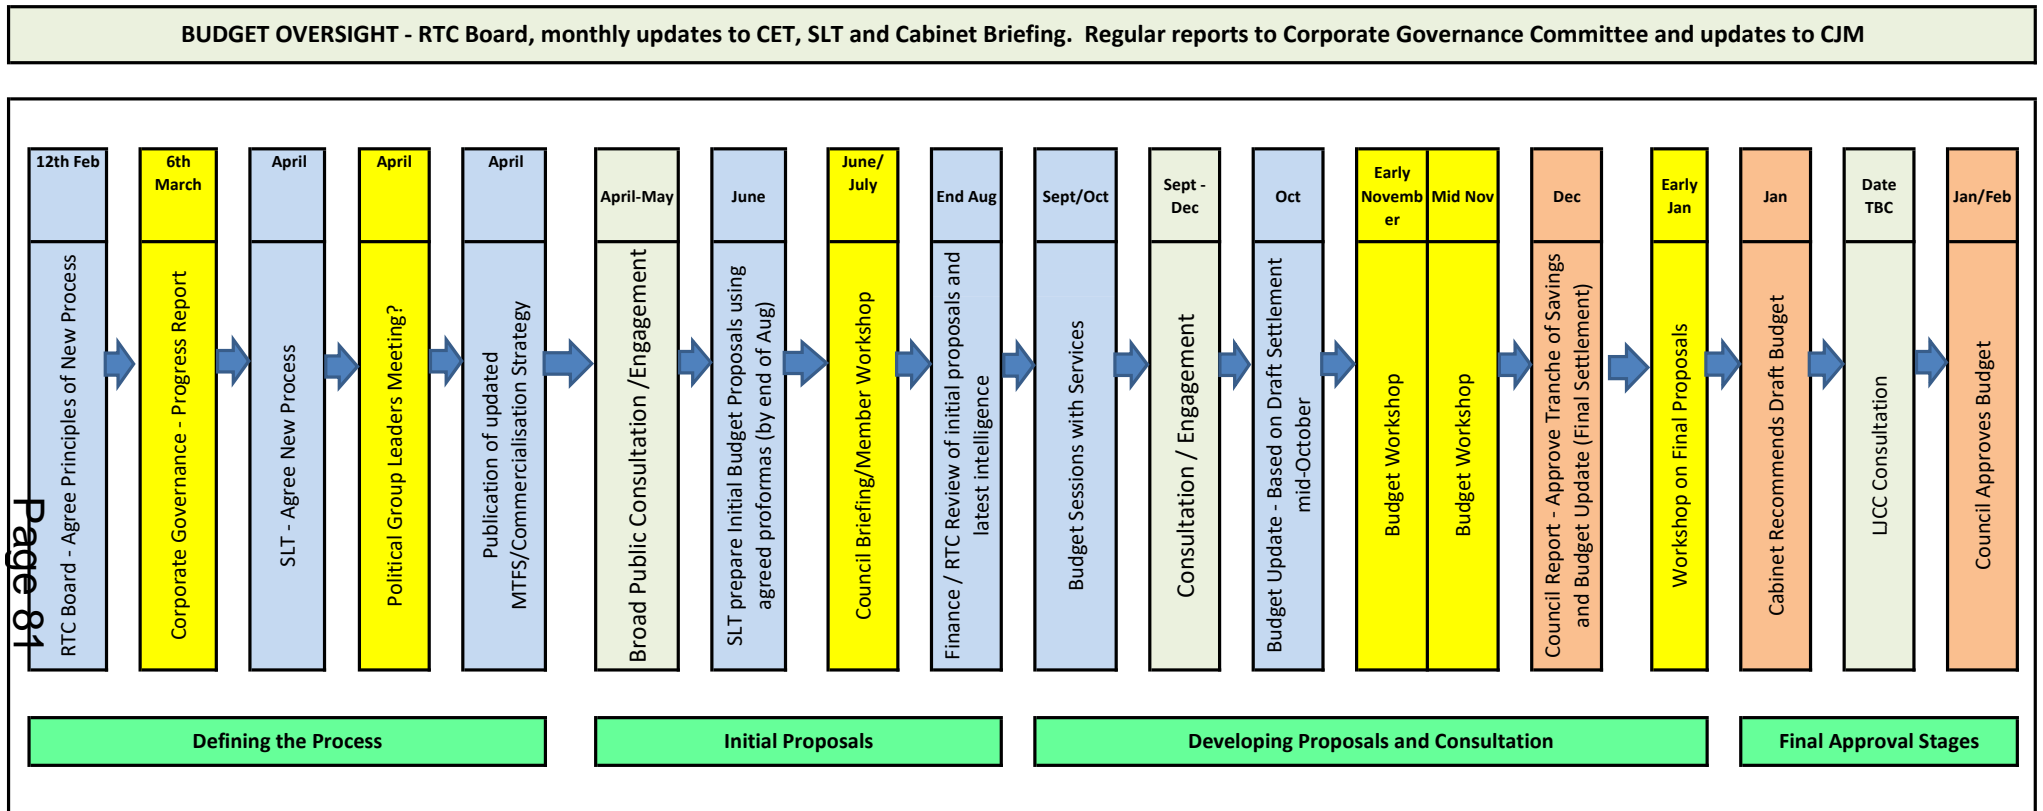 BUDGET OVERSIGHT - RTC Board, monthly updates to CET, SLT and Cabinet Briefing.  Regular reports to Corporate Governance Committee and updates to CJM
12th Feb
RTC Board - Agree Principles of New Process
6th
March
Corporate Governance - Progress Report
April
SLT - Agree New Process
April
Political Group Leaders Meeting?
April
Publication of updated
MTFS/Commercialisation Strategy
April-May
Broad Public Consultation /Engagement
June
SLT prepare Initial Budget Proposals using
agreed proformas (by end of Aug)
June/
July
Council Briefing/Member Workshop
End Aug
Finance / RTC Review of initial proposals and
latest intelligence
Sept/Oct
Budget Sessions with Services
Sept -
Dec
Consultation / Engagement
Oct
Budget Update - Based on Draft Settlement
mid-October
Early
Novemb
er
Budget Workshop
Mid Nov
Budget Workshop
Dec
Council Report - Approve Tranche of Savings
and Budget Update (Final Settlement)
Early
Jan
Workshop on Final Proposals
Jan
Cabinet Recommends Draft Budget
Date
TBC
LJCC Consultation
Jan/Feb
Council Approves Budget
Defining the Process
Initial Proposals
Developing Proposals and Consultation
Final Approval Stages
Page 81